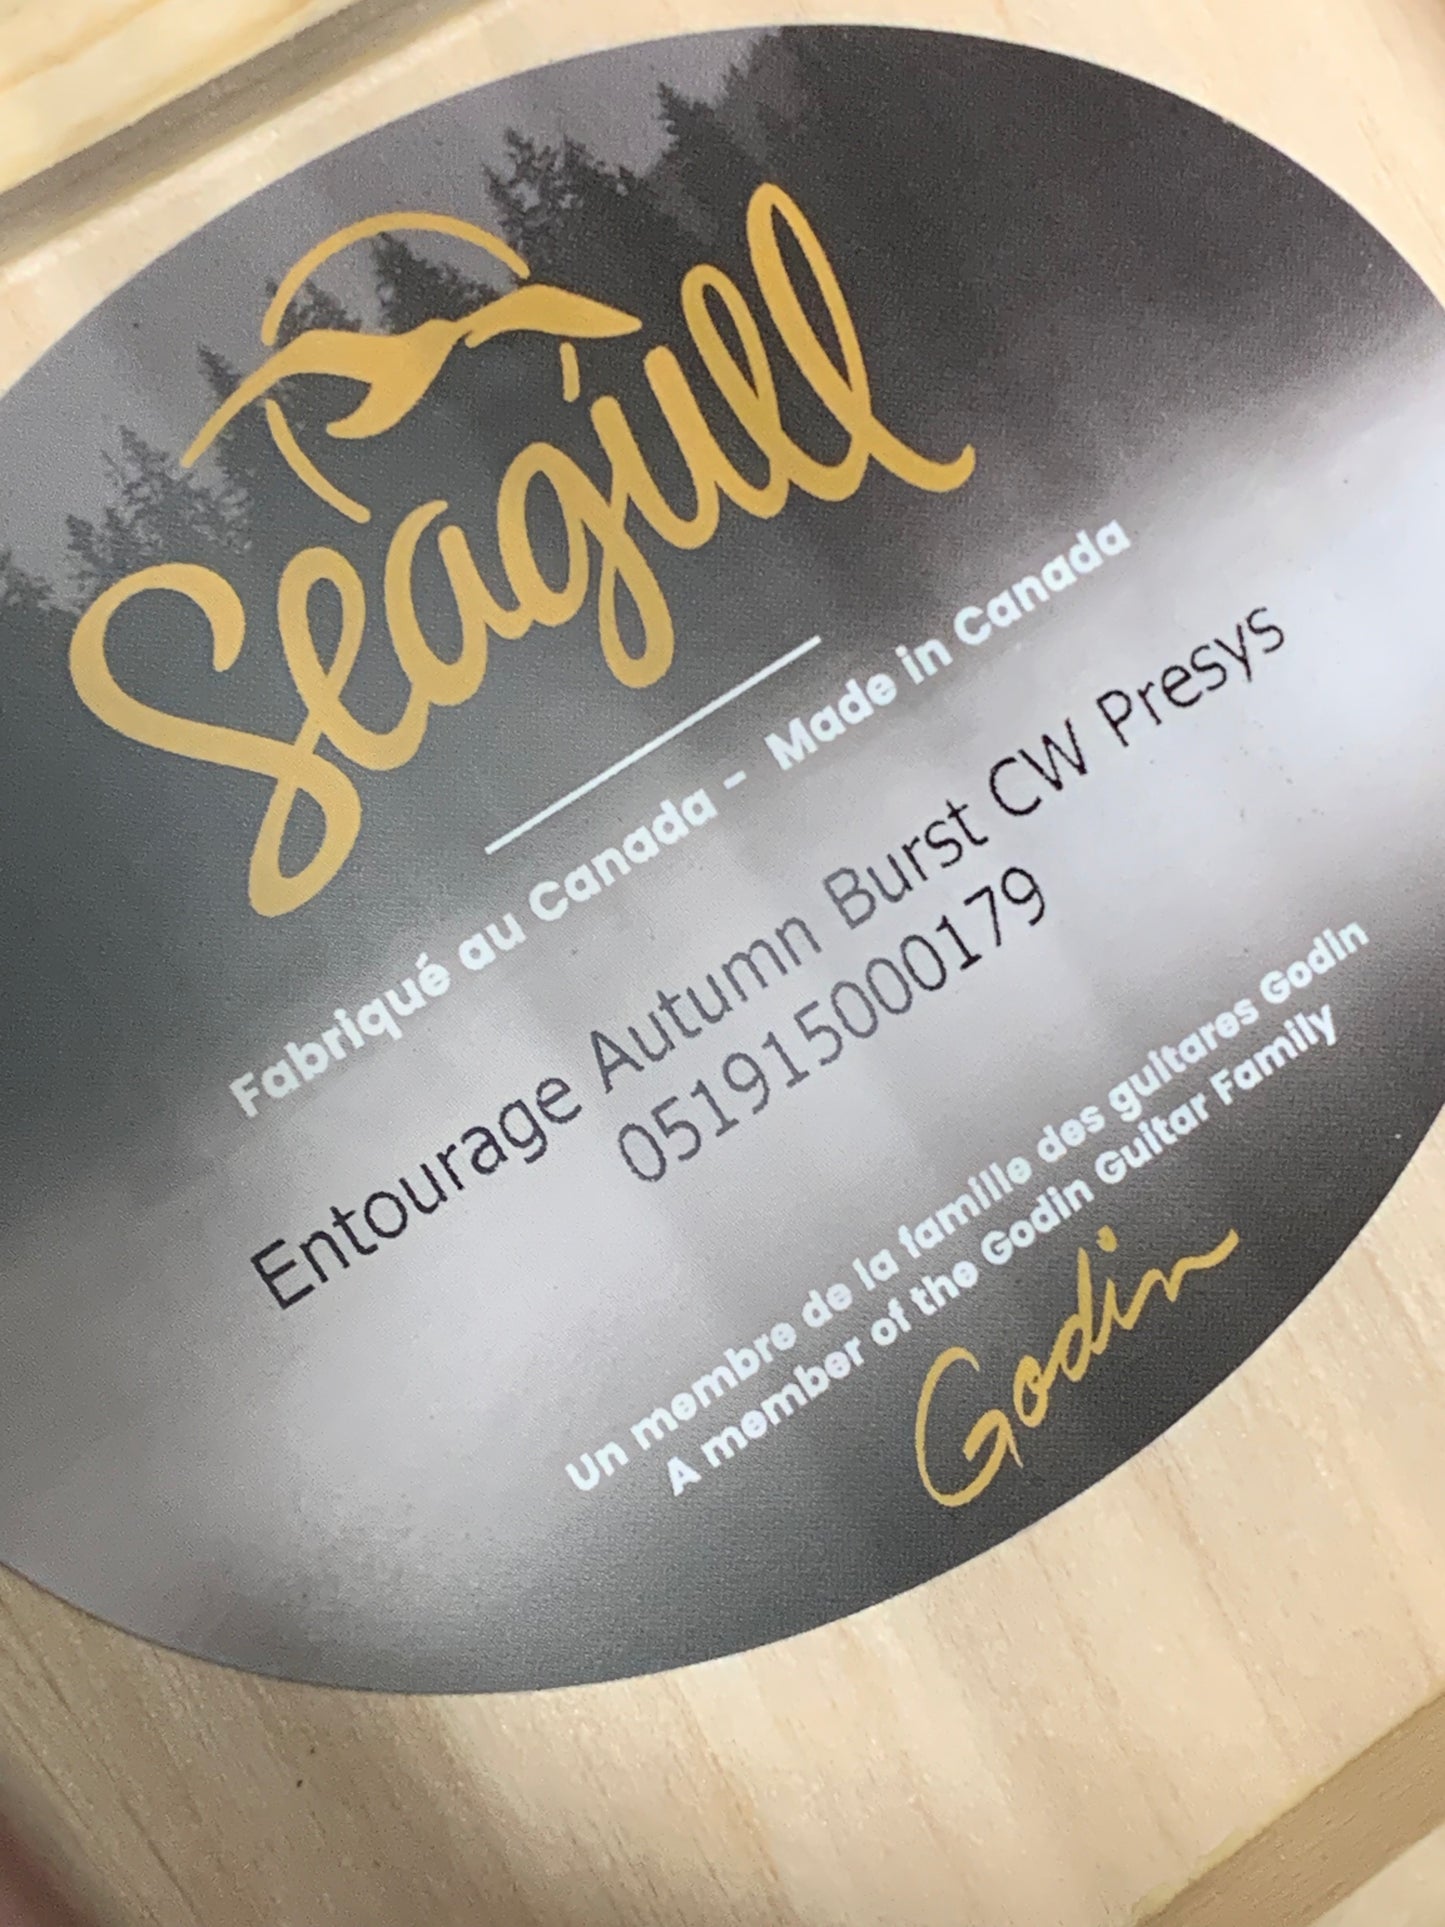 Seagull
Fabriqué au Canada - Made in Canada
Entourage Autumn Burst CW Presys
051915000179
Un membre de la famille des guitares Godin
A member of the Godin Guitar Family
Godin